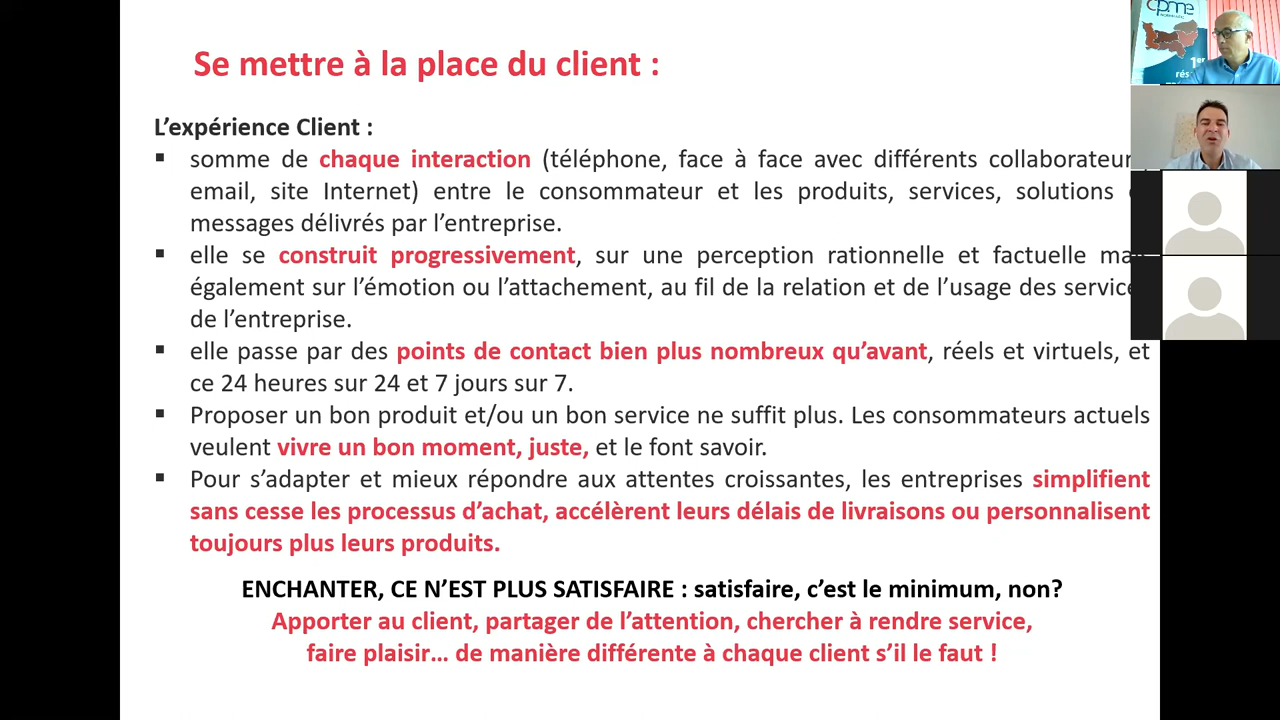 Se mettre à la place du client :
L'expérience Client :
▪ somme de chaque interaction (téléphone, face à face avec différents
email, site Internet) entre le consommateur et les produits, services, solutions
messages délivrés par l'entreprise.
▪ elle se construit progressivement, sur une perception rationnelle et factuelle
également sur l'émotion ou l'attachement, au fil de la relation et de l'usage des
de l'entreprise.
▪ elle passe par des points de contact bien plus nombreux qu'avant, réels et virtuels, et
ce 24 heures sur 24 et 7 jours sur 7.
▪ Proposer un bon produit et/ou un bon service ne suffit plus. Les consommateurs actuels
veulent vivre un bon moment, juste, et le font savoir.
▪ Pour s'adapter et mieux répondre aux attentes croissantes, les entreprises simplifient
sans cesse les processus d'achat, accélèrent leurs délais de livraisons ou personnalisent
toujours plus leurs produits.
ENCHANTER, CE N'EST PLUS SATISFAIRE : satisfaire, c'est le minimum, non?
Apporter au client, partager de l'attention, chercher à rendre service,
faire plaisir… de manière différente à chaque client s'il le faut !
cpme
1er